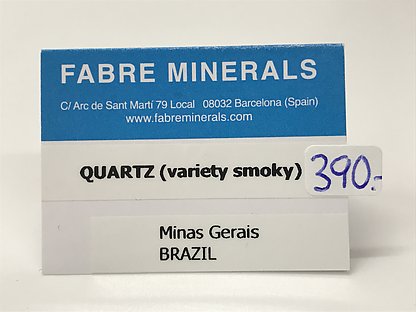 FABRE MINERALS
C/ Arc de Sant Martí 79 Local 08032 Barcelona (Spain)
www.fabreminerals.com
QUARTZ (variety smoky) 390.-
Minas Gerais
BRAZIL